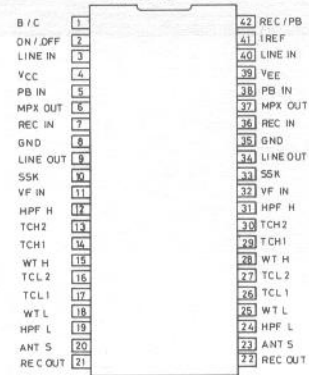 B/C 1 42 REC/PB
ON/.OFF 2 41 IREF
LINE IN 3 40 LINE IN
VCC 4 39 VEE
PB IN 5 38 PB IN
MPX OUT 6 37 MPX OUT
REC IN 7 36 REC IN
GND 8 35 GND
LINE OUT 9 34 LINE OUT
SSK 10 33 SSK
VF IN 11 32 VF IN
HPF H 12 31 HPF H
TCH2 13 30 TCH2
TCH1 14 29 TCH1
WT H 15 28 WT H
TCL2 16 27 TCL2
TCL1 17 26 TCL1
WT L 18 25 WT L
HPF L 19 24 HPF L
ANT S 20 23 ANT S
REC OUT 21 22 REC OUT